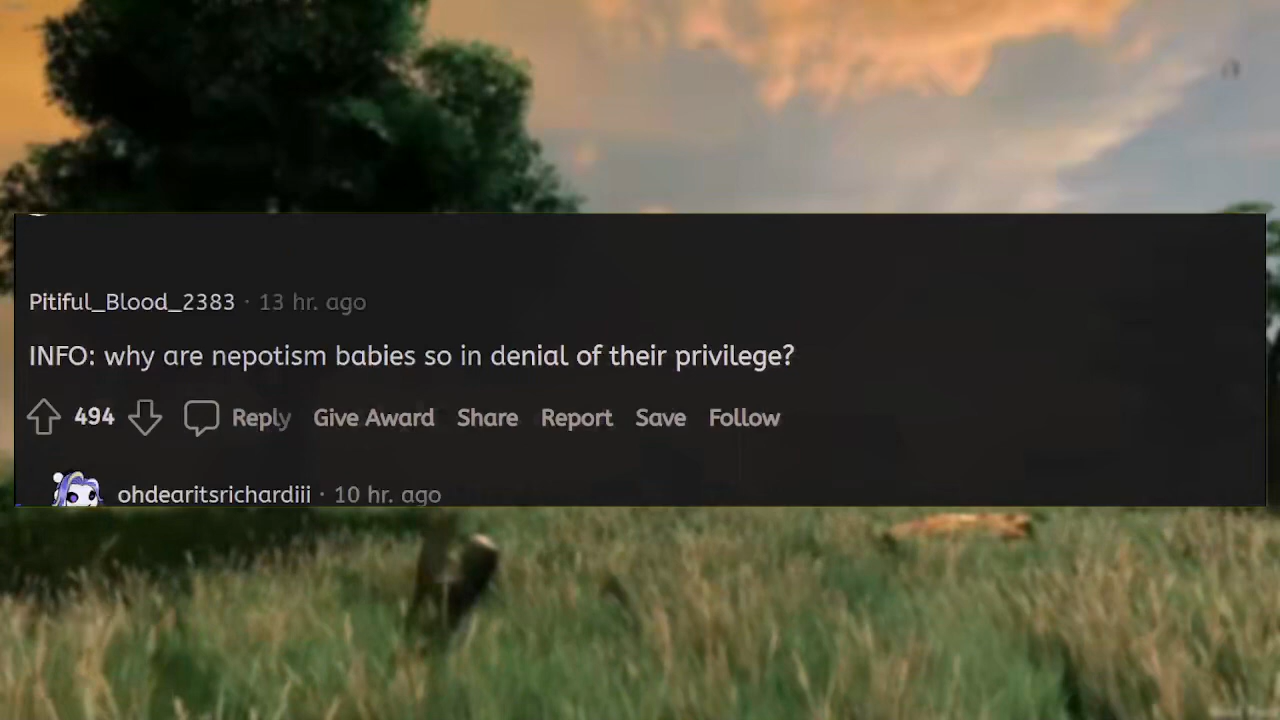 Pitiful_Blood_2383 · 13 hr. ago
INFO: why are nepotism babies so in denial of their privilege?
494 Reply Give Award Share Report Save Follow
ohdearitsrichardiii · 10 hr. ago